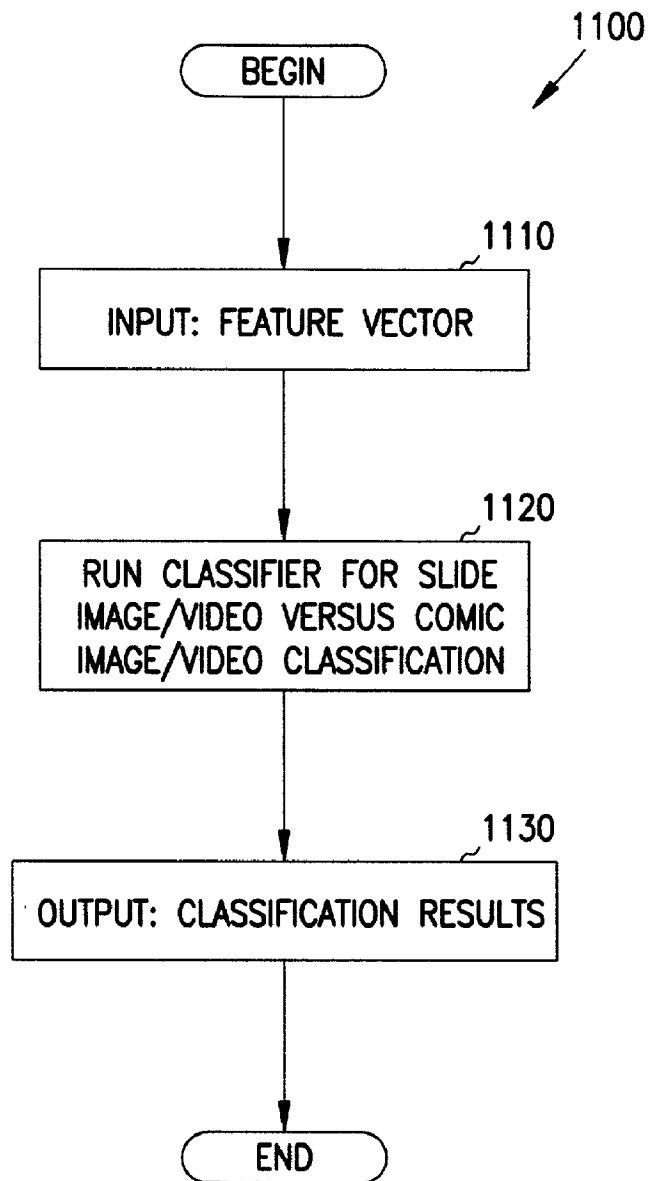 1100
BEGIN
1110
INPUT: FEATURE VECTOR
1120
RUN CLASSIFIER FOR SLIDE
IMAGE/VIDEO VERSUS COMIC
IMAGE/VIDEO CLASSIFICATION
1130
OUTPUT: CLASSIFICATION RESULTS
END